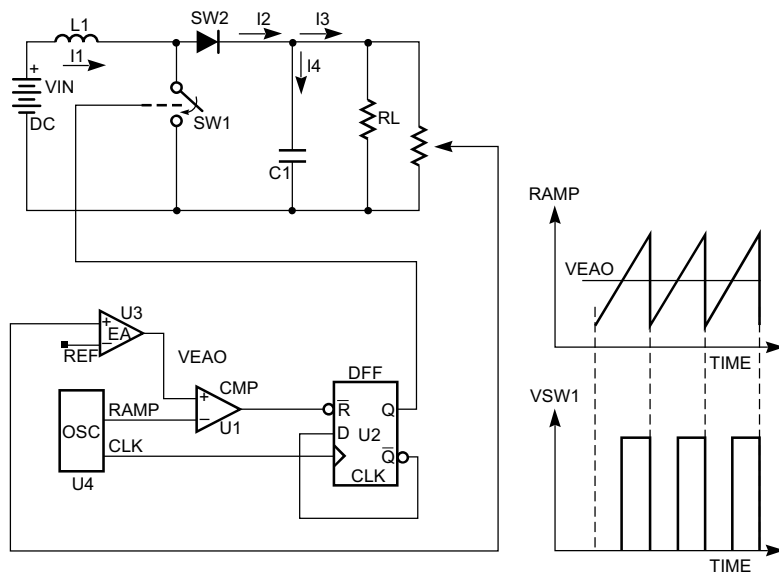 SW2
L1
I2
I3
I1
I4
+
VIN
DC
SW1
RL
C1
RAMP
VEAO
TIME
U3
+
EA
−
REF
VEAO
DFF
CMP
+
−
U1
R
Q
D
U2
Q
CLK
OSC
RAMP
CLK
U4
VSW1
TIME